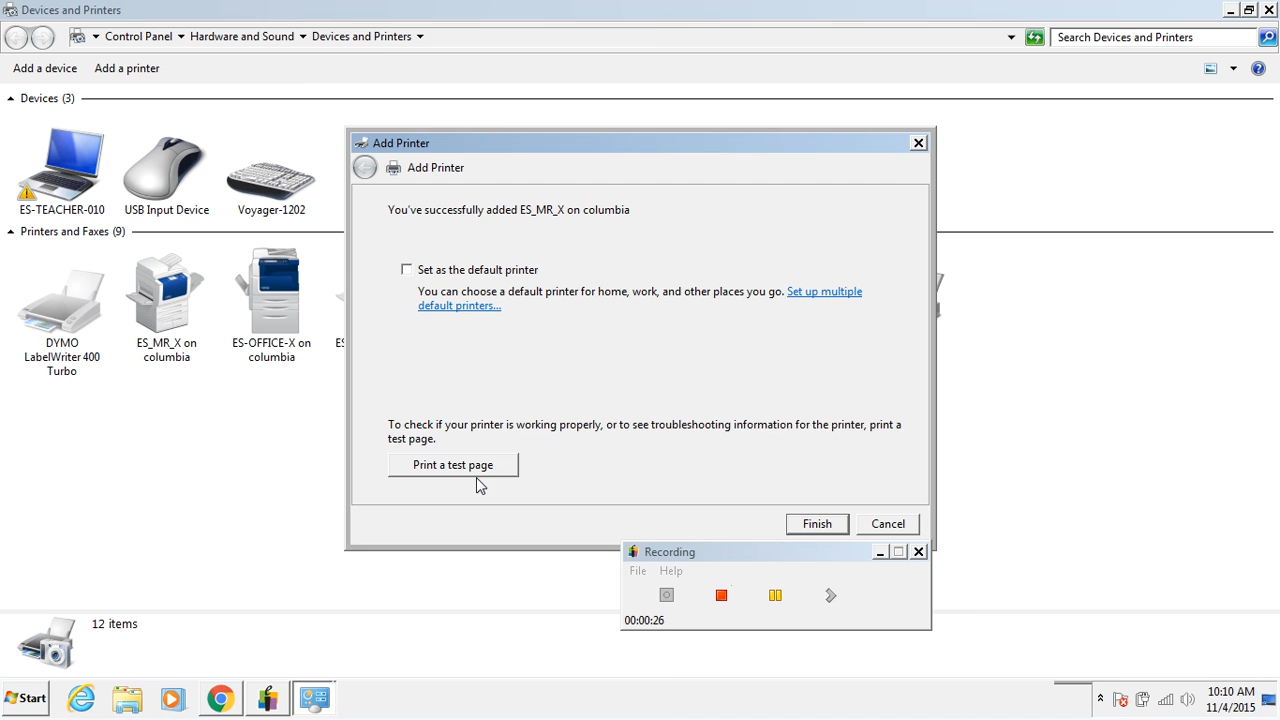 Devices and Printers
Control Panel
Hardware and Sound
Devices and Printers
Search Devices and Printers
Add a device
Add a printer
Devices (3)
ES-TEACHER-010
USB Input Device
Voyager-1202
Printers and Faxes (9)
DYMO
LabelWriter 400
Turbo
ES_MR_X on
columbia
ES-OFFICE-X on
columbia
Add Printer
Add Printer
You've successfully added ES_MR_X on columbia
Set as the default printer
You can choose a default printer for home, work, and other places you go. Set up multiple
default printers...
To check if your printer is working properly, or to see troubleshooting information for the printer, print a
test page.
Print a test page
Finish
Cancel
Recording
File
Help
00:00:26
12 items
Start
10:10 AM
11/4/2015